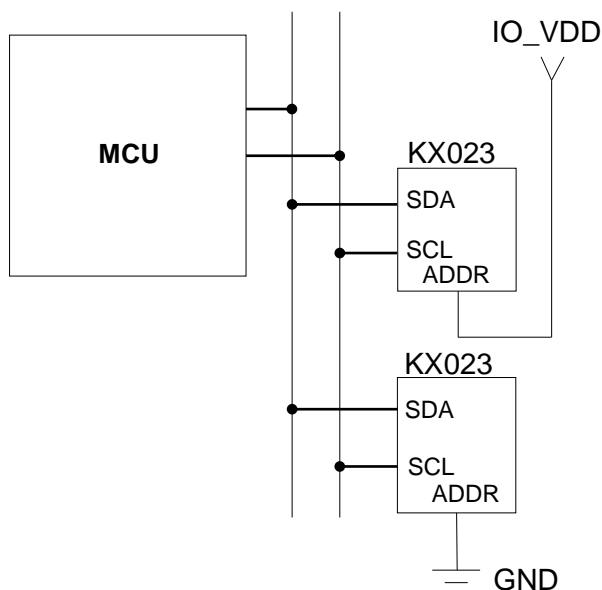 IO_VDD
MCU
KX023
SDA
SCL
ADDR
KX023
SDA
SCL
ADDR
GND